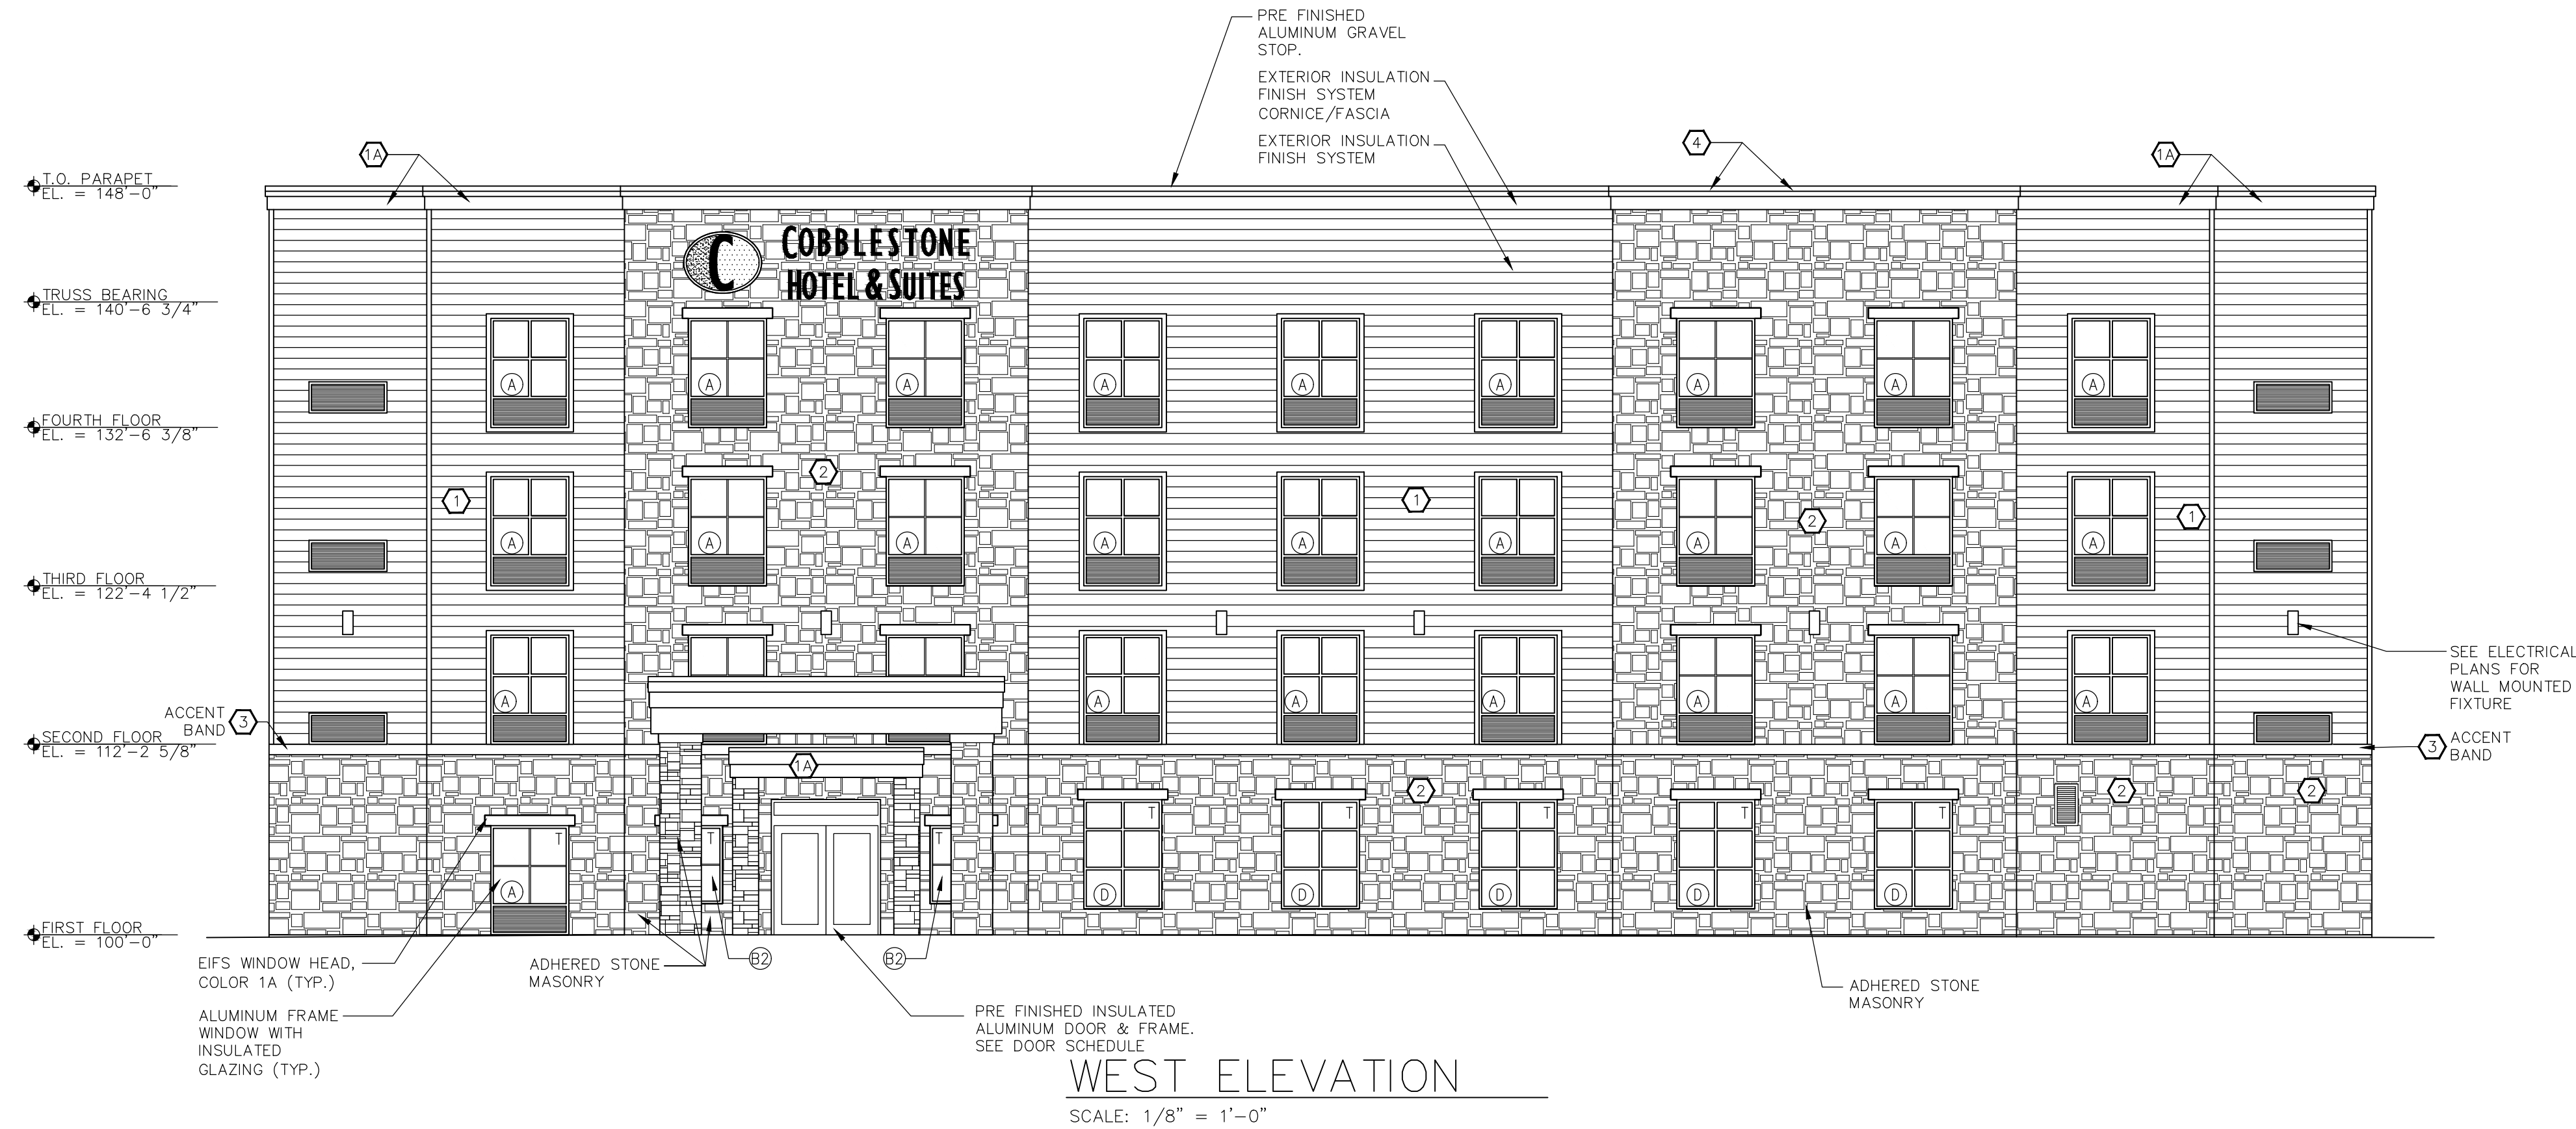 PRE FINISHED
ALUMINUM GRAVEL
STOP.
EXTERIOR INSULATION
FINISH SYSTEM
CORNICE/FASCIA
EXTERIOR INSULATION
FINISH SYSTEM
1A
4
1A
T.O. PARAPET
EL. = 148'-0"
C
COBBLESTONE
HOTEL & SUITES
TRUSS BEARING
EL. = 140'-6 3/4"
A A A A A A A A A
FOURTH FLOOR
EL. = 132'-6 3/8"
2
1
1
2
1
A A A A A A A A A
THIRD FLOOR
EL. = 122'-4 1/2"
SEE ELECTRICAL
PLANS FOR
WALL MOUNTED
FIXTURE
A A A A A A A
ACCENT
BAND
3
SECOND FLOOR
EL. = 112'-2 5/8"
3
ACCENT
BAND
1A
2
2
2
T T T T T T T T
A D D D D D
FIRST FLOOR
EL. = 100'-0"
EIFS WINDOW HEAD,
COLOR 1A (TYP.)
ADHERED STONE
MASONRY
B2
B2
ADHERED STONE
MASONRY
ALUMINUM FRAME
WINDOW WITH
INSULATED
GLAZING (TYP.)
PRE FINISHED INSULATED
ALUMINUM DOOR & FRAME.
SEE DOOR SCHEDULE
WEST ELEVATION
SCALE: 1/8" = 1'-0"